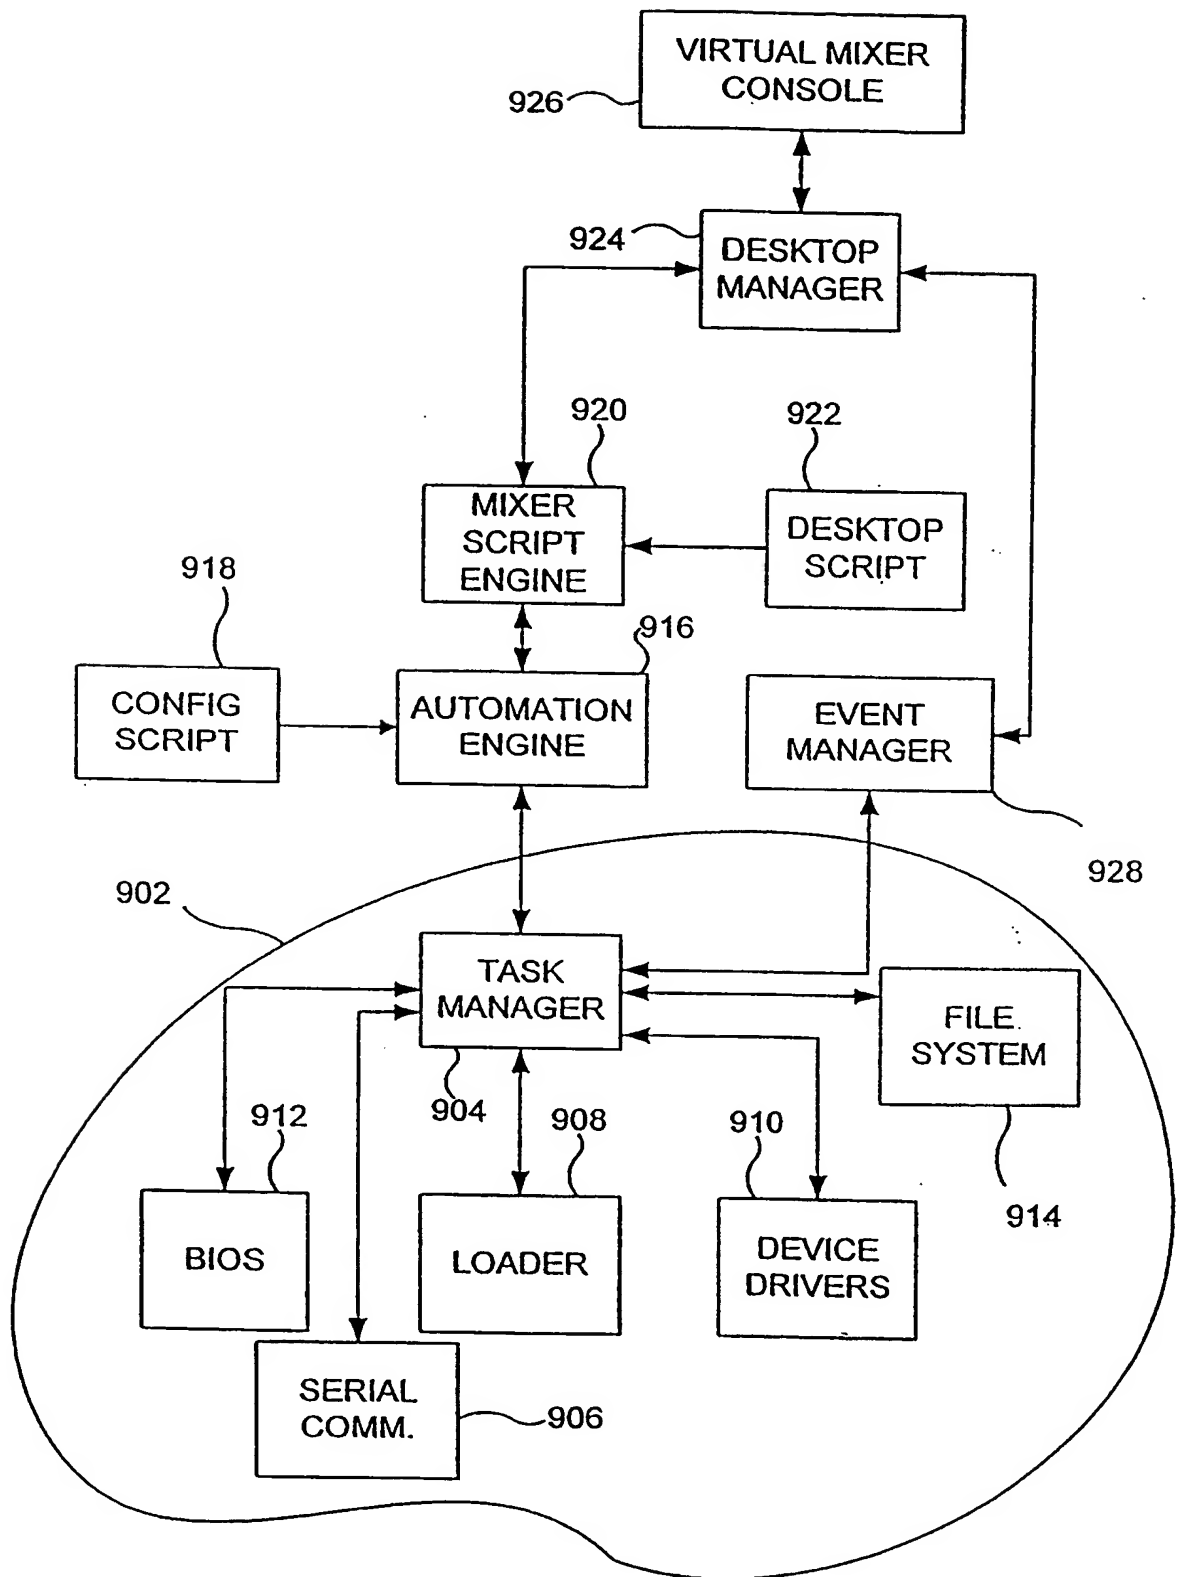 VIRTUAL MIXER
CONSOLE
926
924
DESKTOP
MANAGER
920
922
MIXER
SCRIPT
ENGINE
DESKTOP
SCRIPT
918
916
CONFIG
SCRIPT
AUTOMATION
ENGINE
EVENT
MANAGER
928
902
TASK
MANAGER
FILE
SYSTEM
904
912
908
910
914
BIOS
LOADER
DEVICE
DRIVERS
SERIAL
COMM.
906